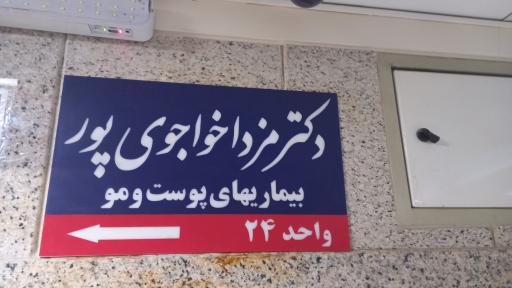 دکتر مزدا خواجوی پور
بیماریهای پوست و مو
واحد ۲۴